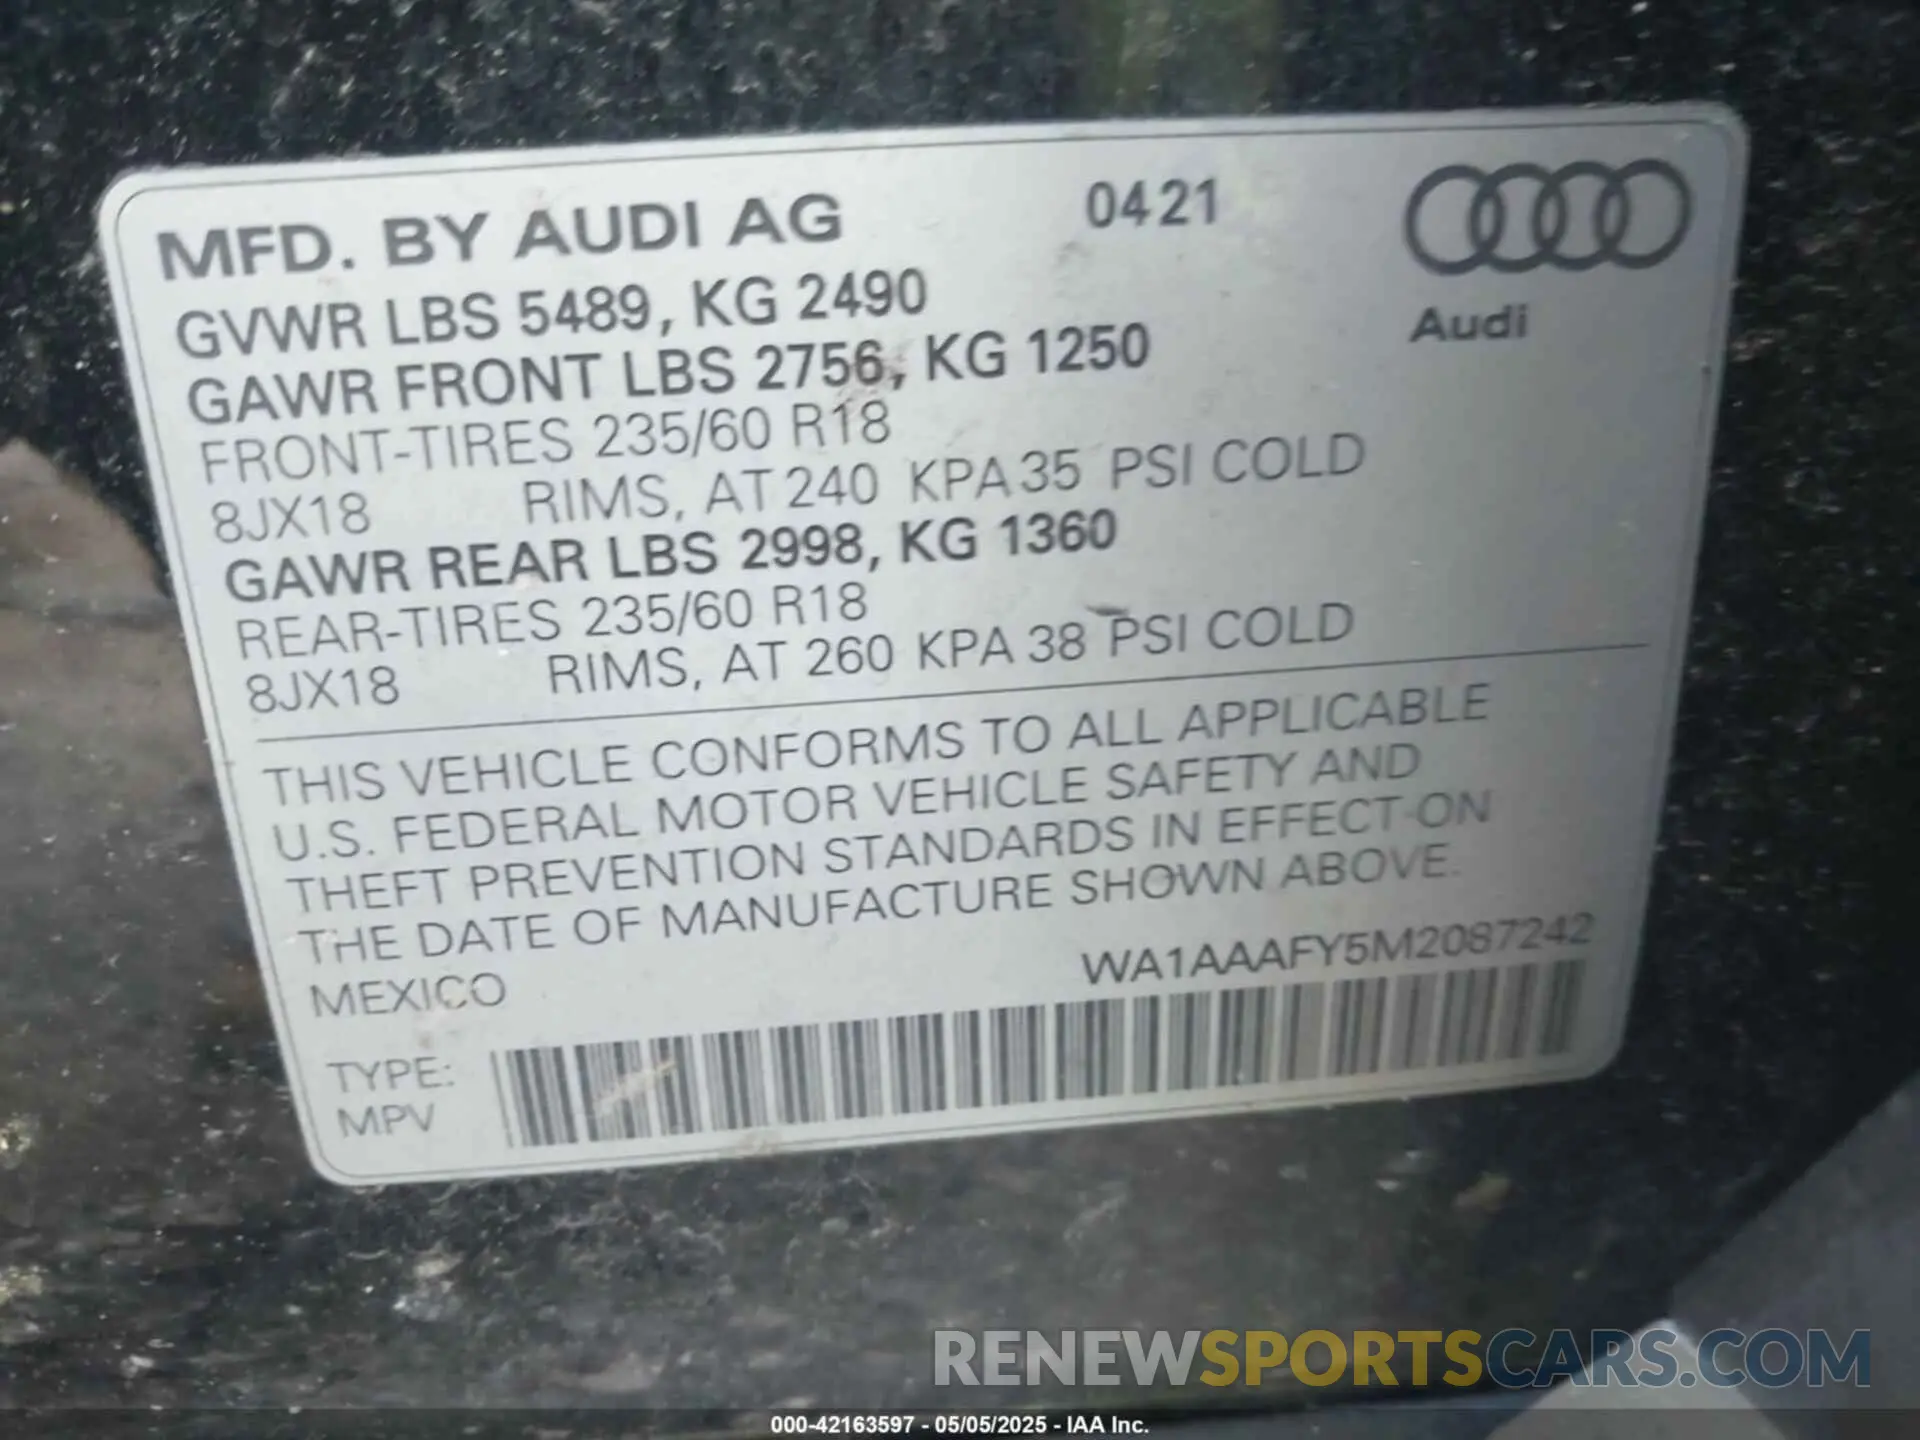 MFD. BY AUDI AG 0421
Audi
GVWR LBS 5489, KG 2490
GAWR FRONT LBS 2756, KG 1250
FRONT-TIRES 235/60 R18
8JX18 RIMS, AT 240 KPA 35 PSI COLD
GAWR REAR LBS 2998, KG 1360
REAR-TIRES 235/60 R18
8JX18 RIMS, AT 260 KPA 38 PSI COLD
THIS VEHICLE CONFORMS TO ALL APPLICABLE
U.S. FEDERAL MOTOR VEHICLE SAFETY AND
THEFT PREVENTION STANDARDS IN EFFECT ON
THE DATE OF MANUFACTURE SHOWN ABOVE.
MEXICO WA1AAAFY5M2087242
TYPE:
MPV
RENEWSPORTSCARS.COM
000-42163597 - 05/05/2025 - IAA Inc.